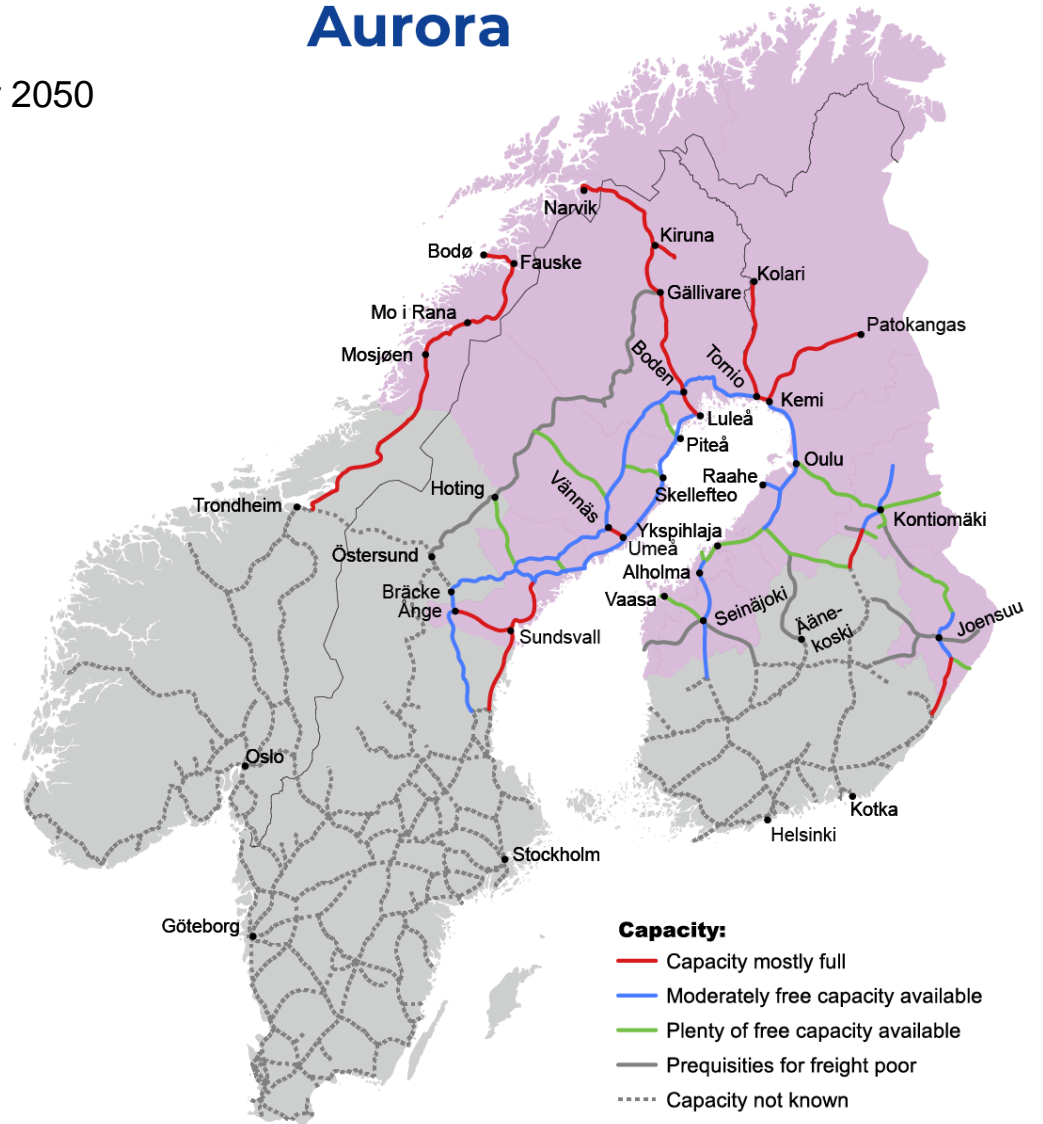 Aurora
2050
Narvik
Kiruna
Bodø
Fauske
Kolari
Gällivare
Mo i Rana
Patokangas
Mosjøen
Boden
Tornio
Kemi
Luleå
Piteå
Oulu
Raahe
Hoting
Vännäs
Skellefteo
Trondheim
Kontiomäki
Ykspihlaja
Umeå
Östersund
Alholma
Bräcke
Vaasa
Seinäjoki
Ånge
Ääne-
koski
Joensuu
Sundsvall
Oslo
Kotka
Helsinki
Stockholm
Göteborg
Capacity:
Capacity mostly full
Moderately free capacity available
Plenty of free capacity available
Prequisities for freight poor
Capacity not known